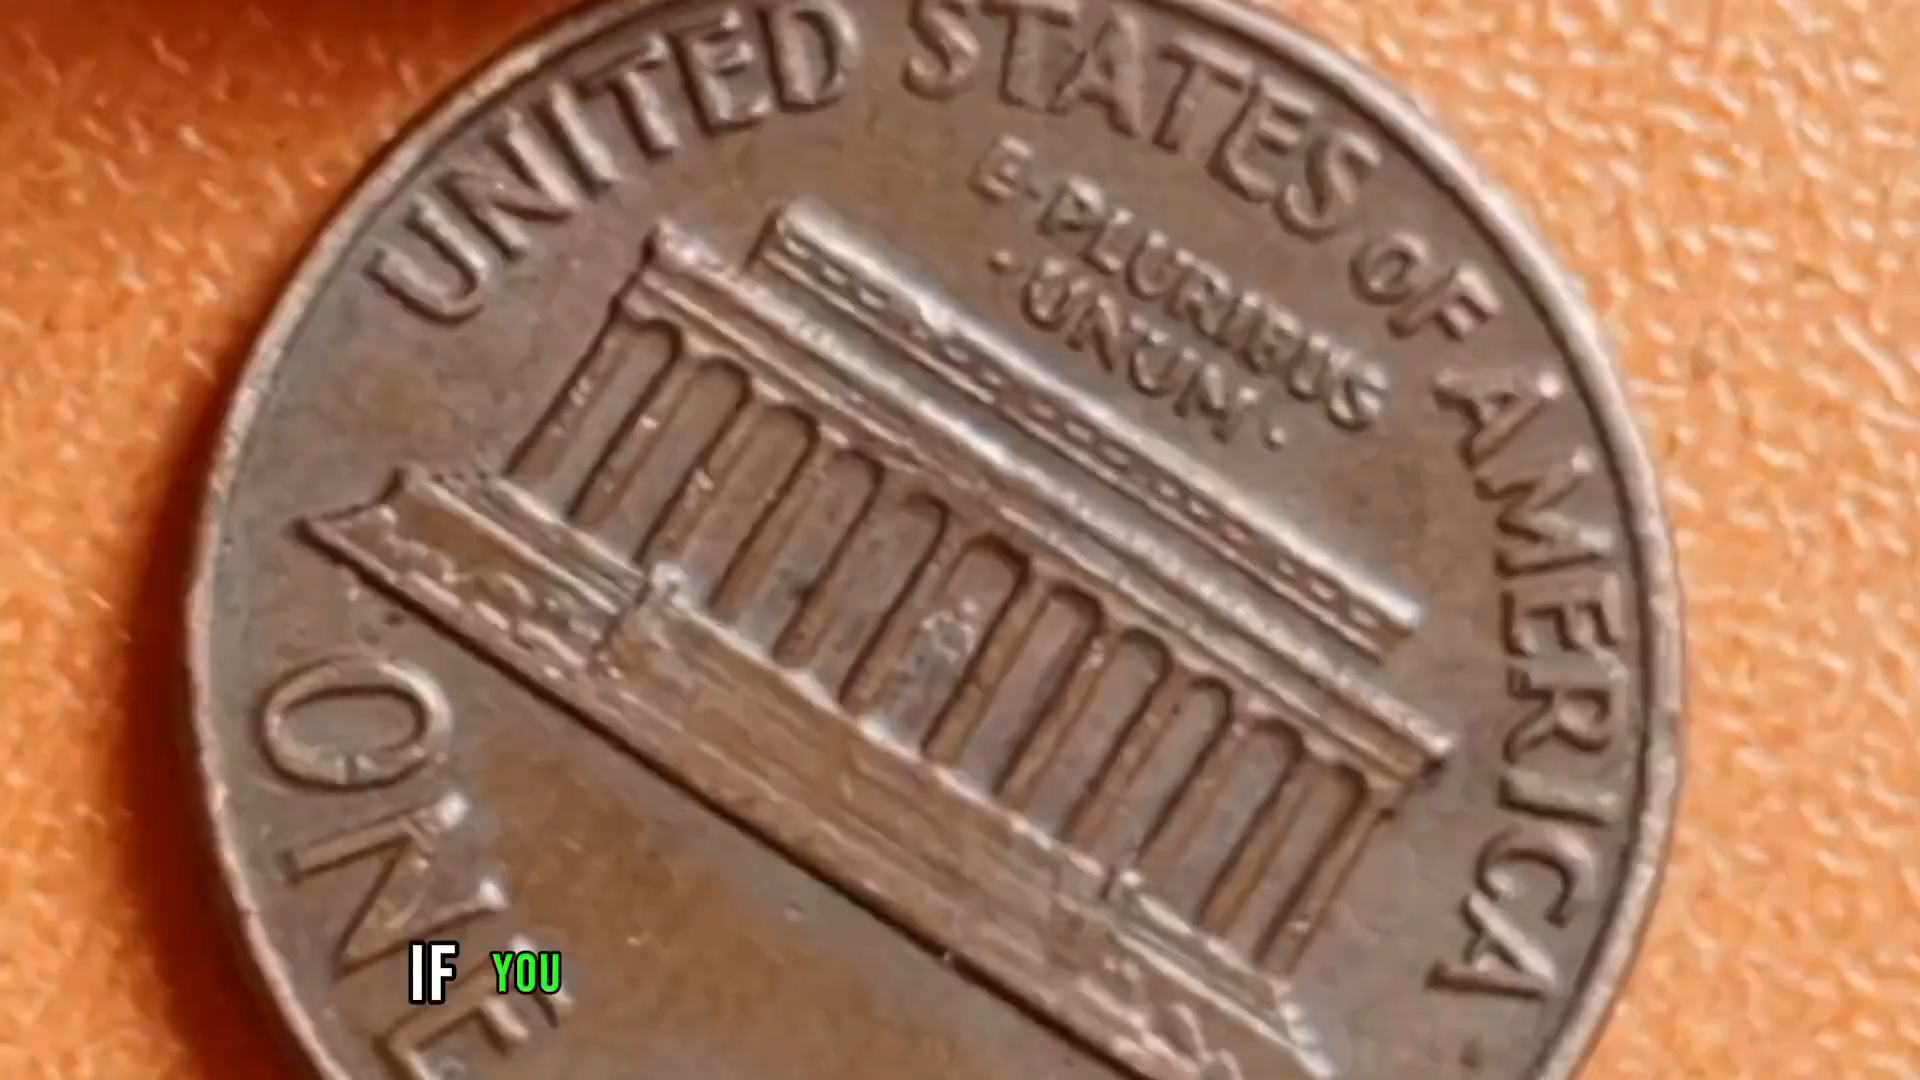 UNITED STATES OF AMERICA
E·PLURIBUS
·UNUM·
ONE
IF YOU